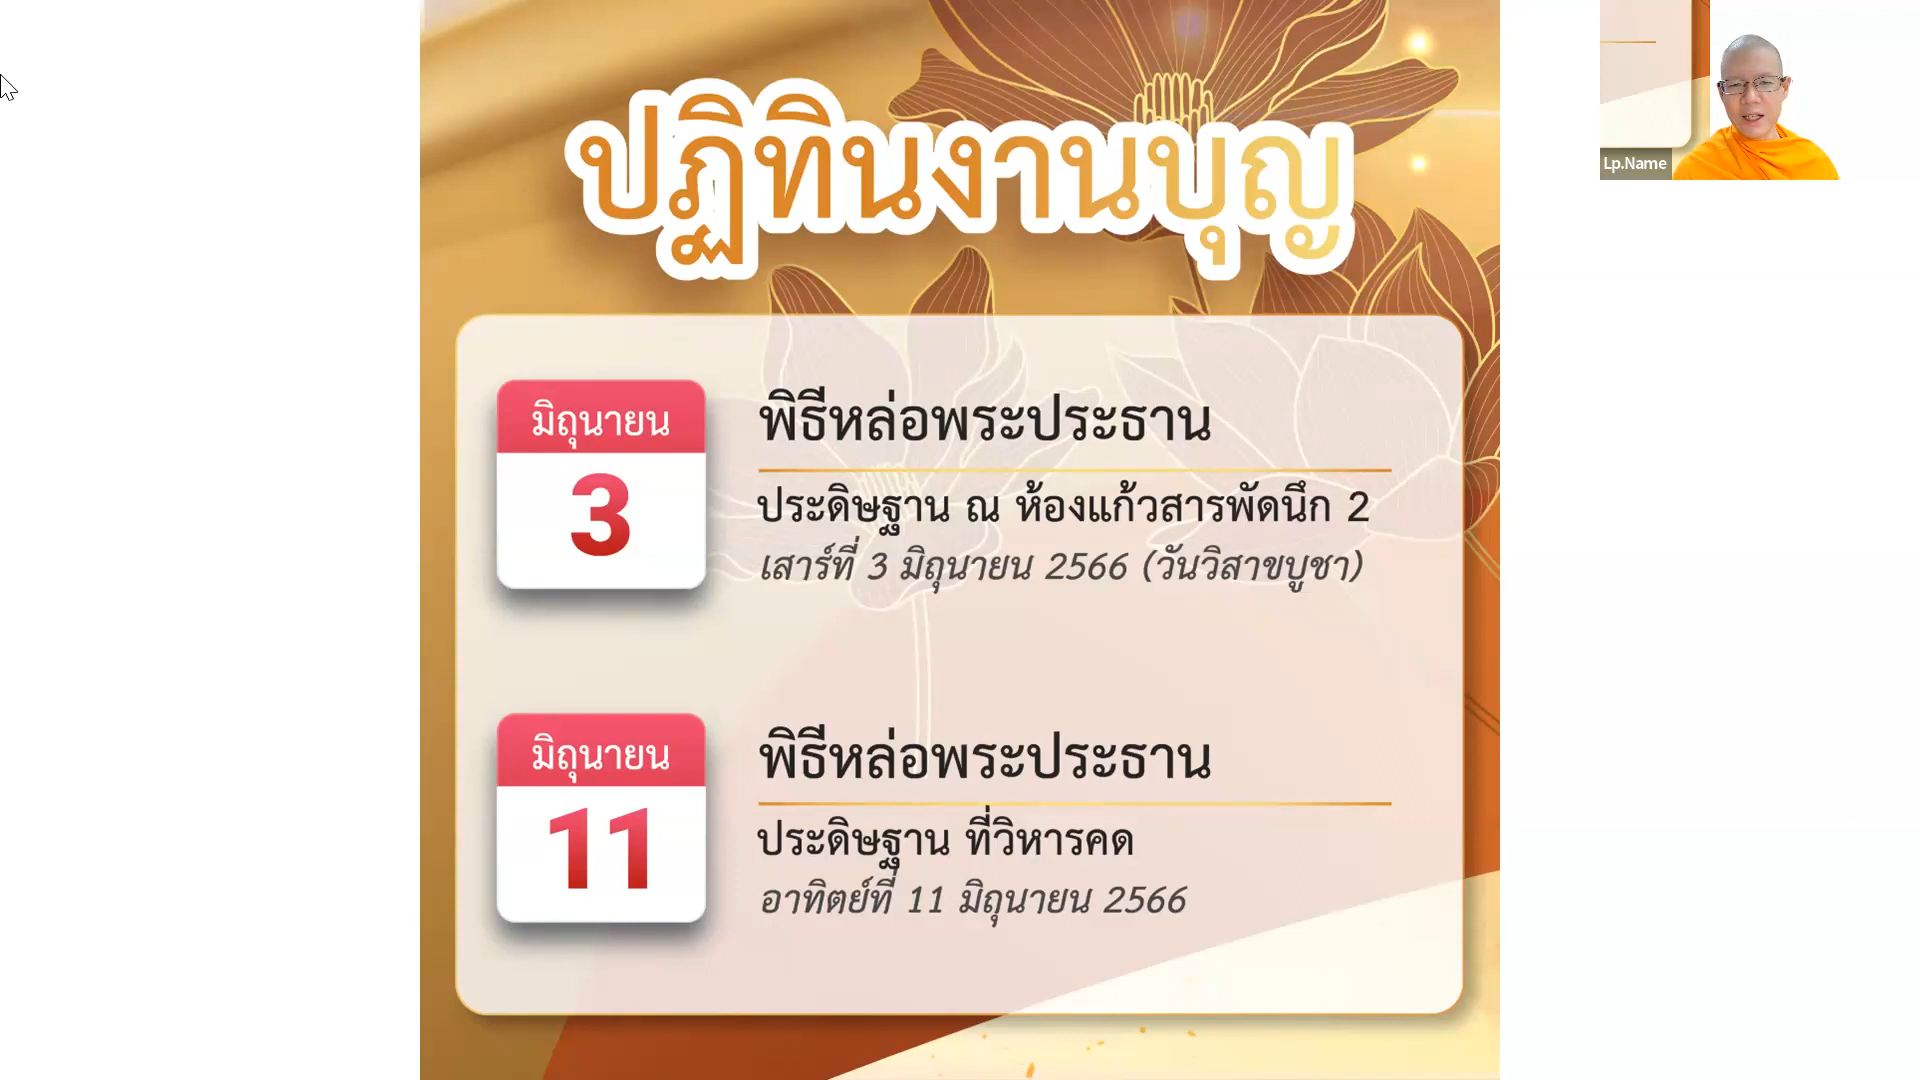 ปฏิทินงานบุญ
มิถุนายน
3
พิธีหล่อพระประธาน
ประดิษฐาน ณ ห้องแก้วสารพัดนึก 2
เสาร์ที่ 3 มิถุนายน 2566 (วันวิสาขบูชา)
มิถุนายน
11
พิธีหล่อพระประธาน
ประดิษฐาน ที่วิหารคด
อาทิตย์ที่ 11 มิถุนายน 2566
Lp.Name